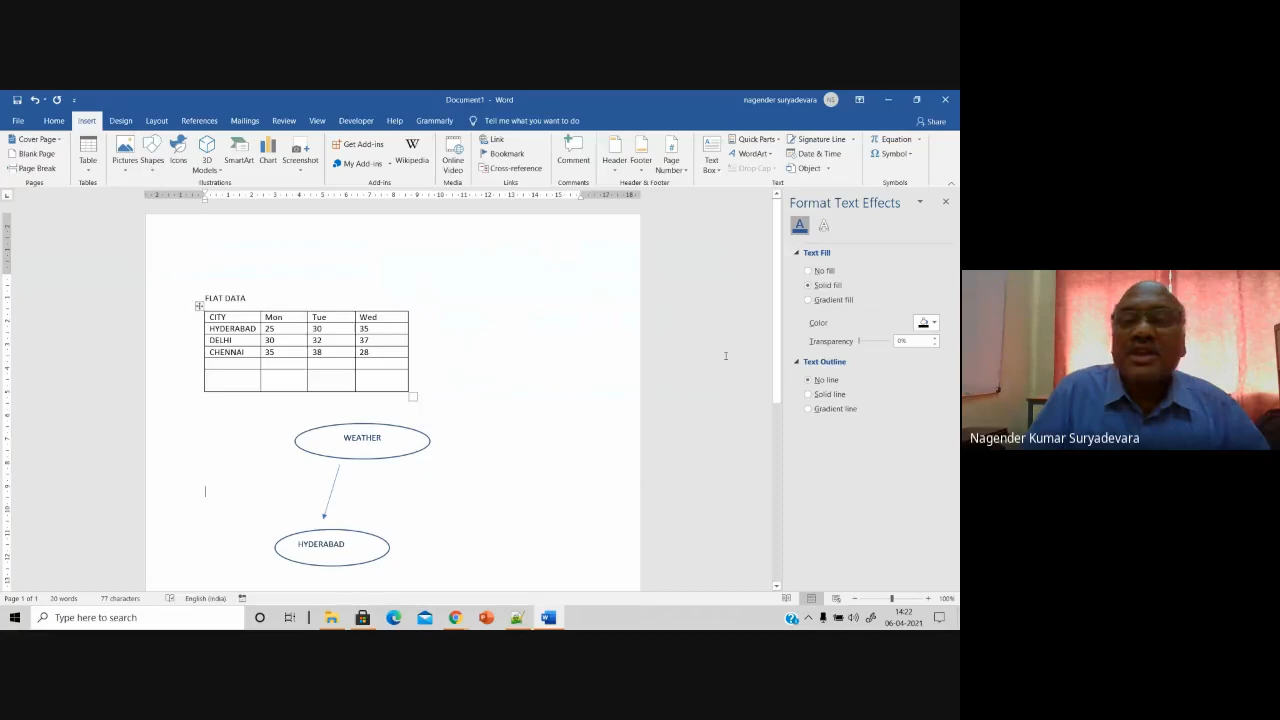 Document1 - Word
nagender suryadevara
NS
File Home Insert Design Layout References Mailings Review View Developer Help Grammarly Tell me what you want to do Share
Cover Page
Blank Page
Page Break
Pages
Table
Tables
Pictures
Shapes
Icons
3D Models
SmartArt
Chart
Screenshot
Illustrations
Get Add-ins
My Add-ins
W
Wikipedia
Add-ins
Online Video
Media
Link
Bookmark
Cross-reference
Links
Comment
Comments
Header
Footer
Page Number
Header & Footer
Text Box
Quick Parts
WordArt
Drop Cap
Signature Line
Date & Time
Object
Text
Equation
Symbol
Symbols
FLAT DATA
CITY Mon Tue Wed
HYDERABAD 25 30 35
DELHI 30 32 37
CHENNAI 35 38 28
WEATHER
HYDERABAD
Format Text Effects
Text Fill
No fill
Solid fill
Gradient fill
Color
Transparency 0%
Text Outline
No line
Solid line
Gradient line
Nagender Kumar Suryadevara
Page 1 of 1 20 words 77 characters English (India) 100%
Type here to search
14:22
06-04-2021